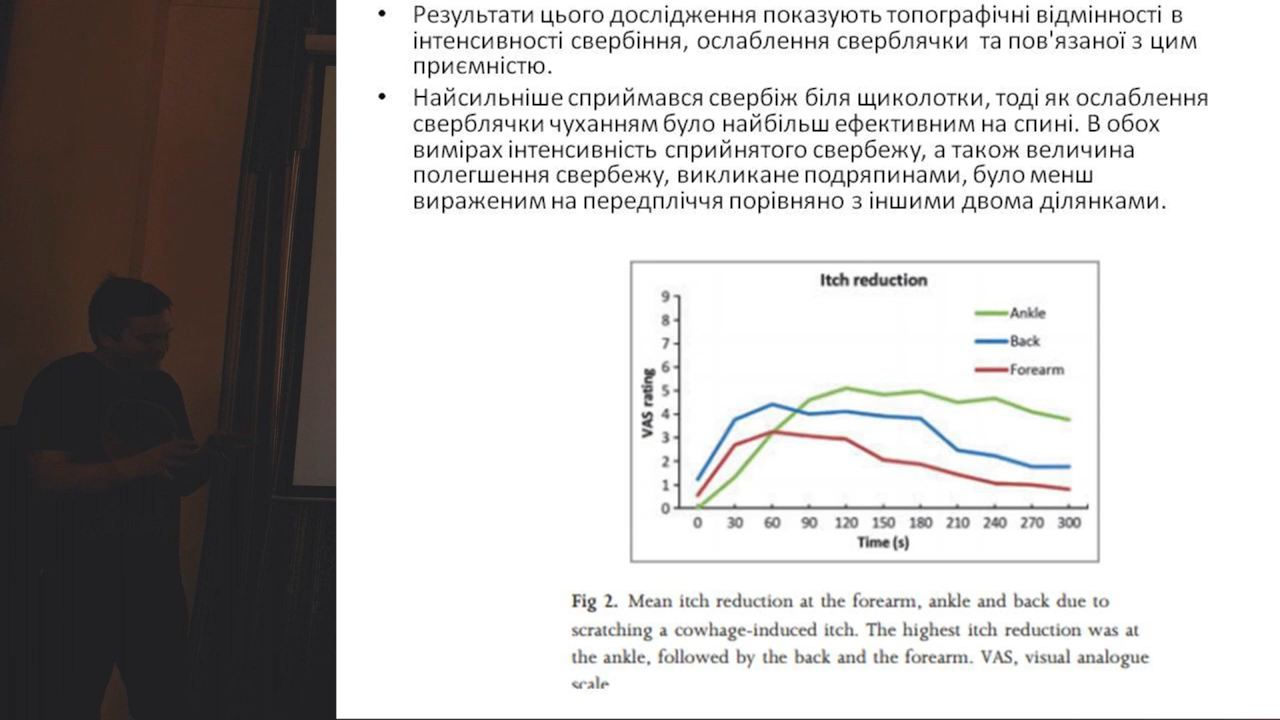 • Результати цього дослідження показують топографічні відмінності в
інтенсивності свербіння, ослаблення сверблячки та пов'язаної з цим
приємністю.
• Найсильніше сприймався свербіж біля щиколотки, тоді як ослаблення
сверблячки чуханням було найбільш ефективним на спині. В обох
вимірах інтенсивність сприйнятого свербежу, а також величина
полегшення свербежу, викликане подряпинами, було менш
вираженим на передпліччя порівняно з іншими двома ділянками.
Itch reduction
VAS rating
9
8
7
6
5
4
3
2
1
0
Ankle
Back
Forearm
0 30 60 90 120 150 180 210 240 270 300
Time (s)
Fig 2. Mean itch reduction at the forearm, ankle and back due to
scratching a cowhage-induced itch. The highest itch reduction was at
the ankle, followed by the back and the forearm. VAS, visual analogue
scale